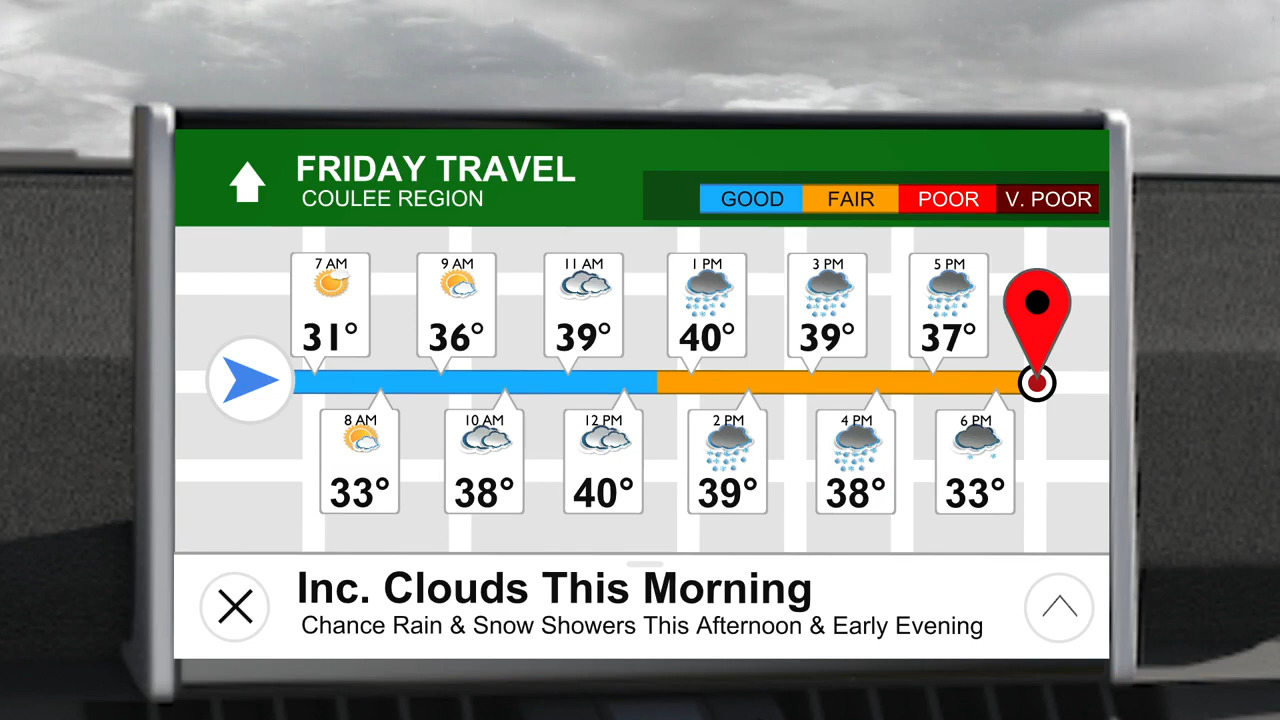 FRIDAY TRAVEL
COULEE REGION
GOOD FAIR POOR V. POOR
7 AM 9 AM 11 AM 1 PM 3 PM 5 PM
31° 36° 39° 40° 39° 37°
8 AM 10 AM 12 PM 2 PM 4 PM 6 PM
33° 38° 40° 39° 38° 33°
Inc. Clouds This Morning
Chance Rain & Snow Showers This Afternoon & Early Evening